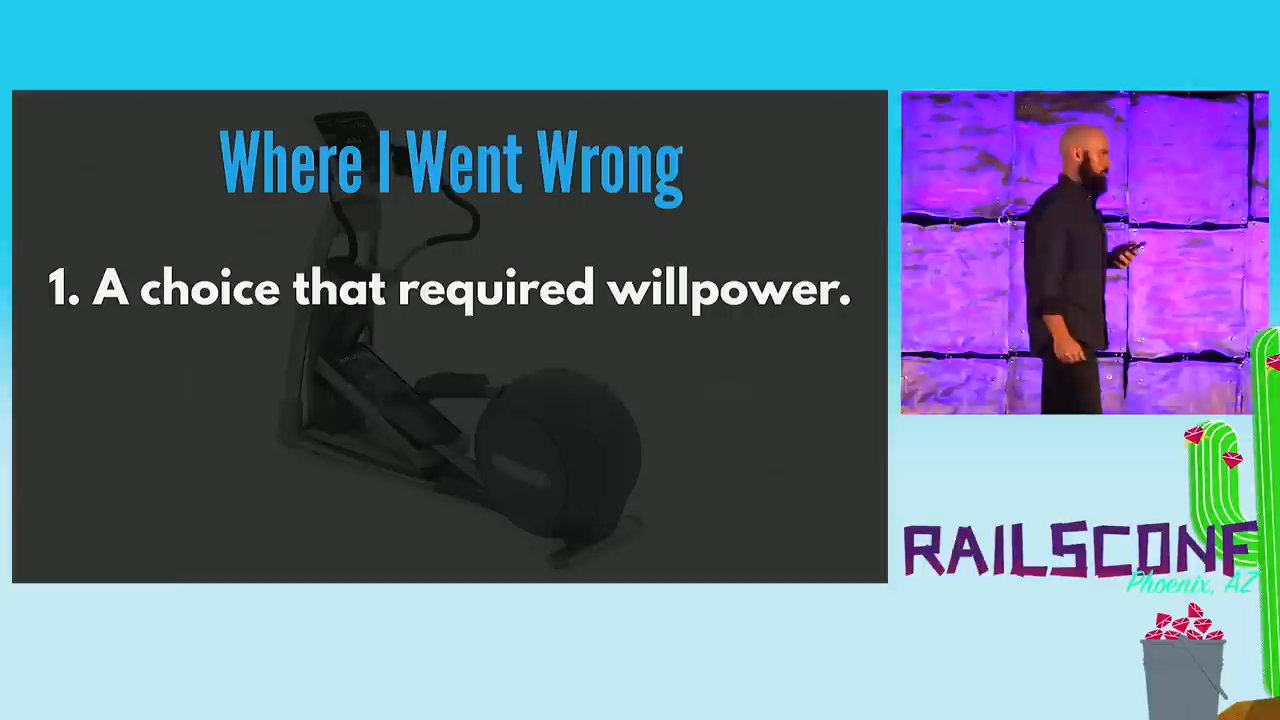 Where I Went Wrong
1. A choice that required willpower.
RAILSCONF
Phoenix, AZ